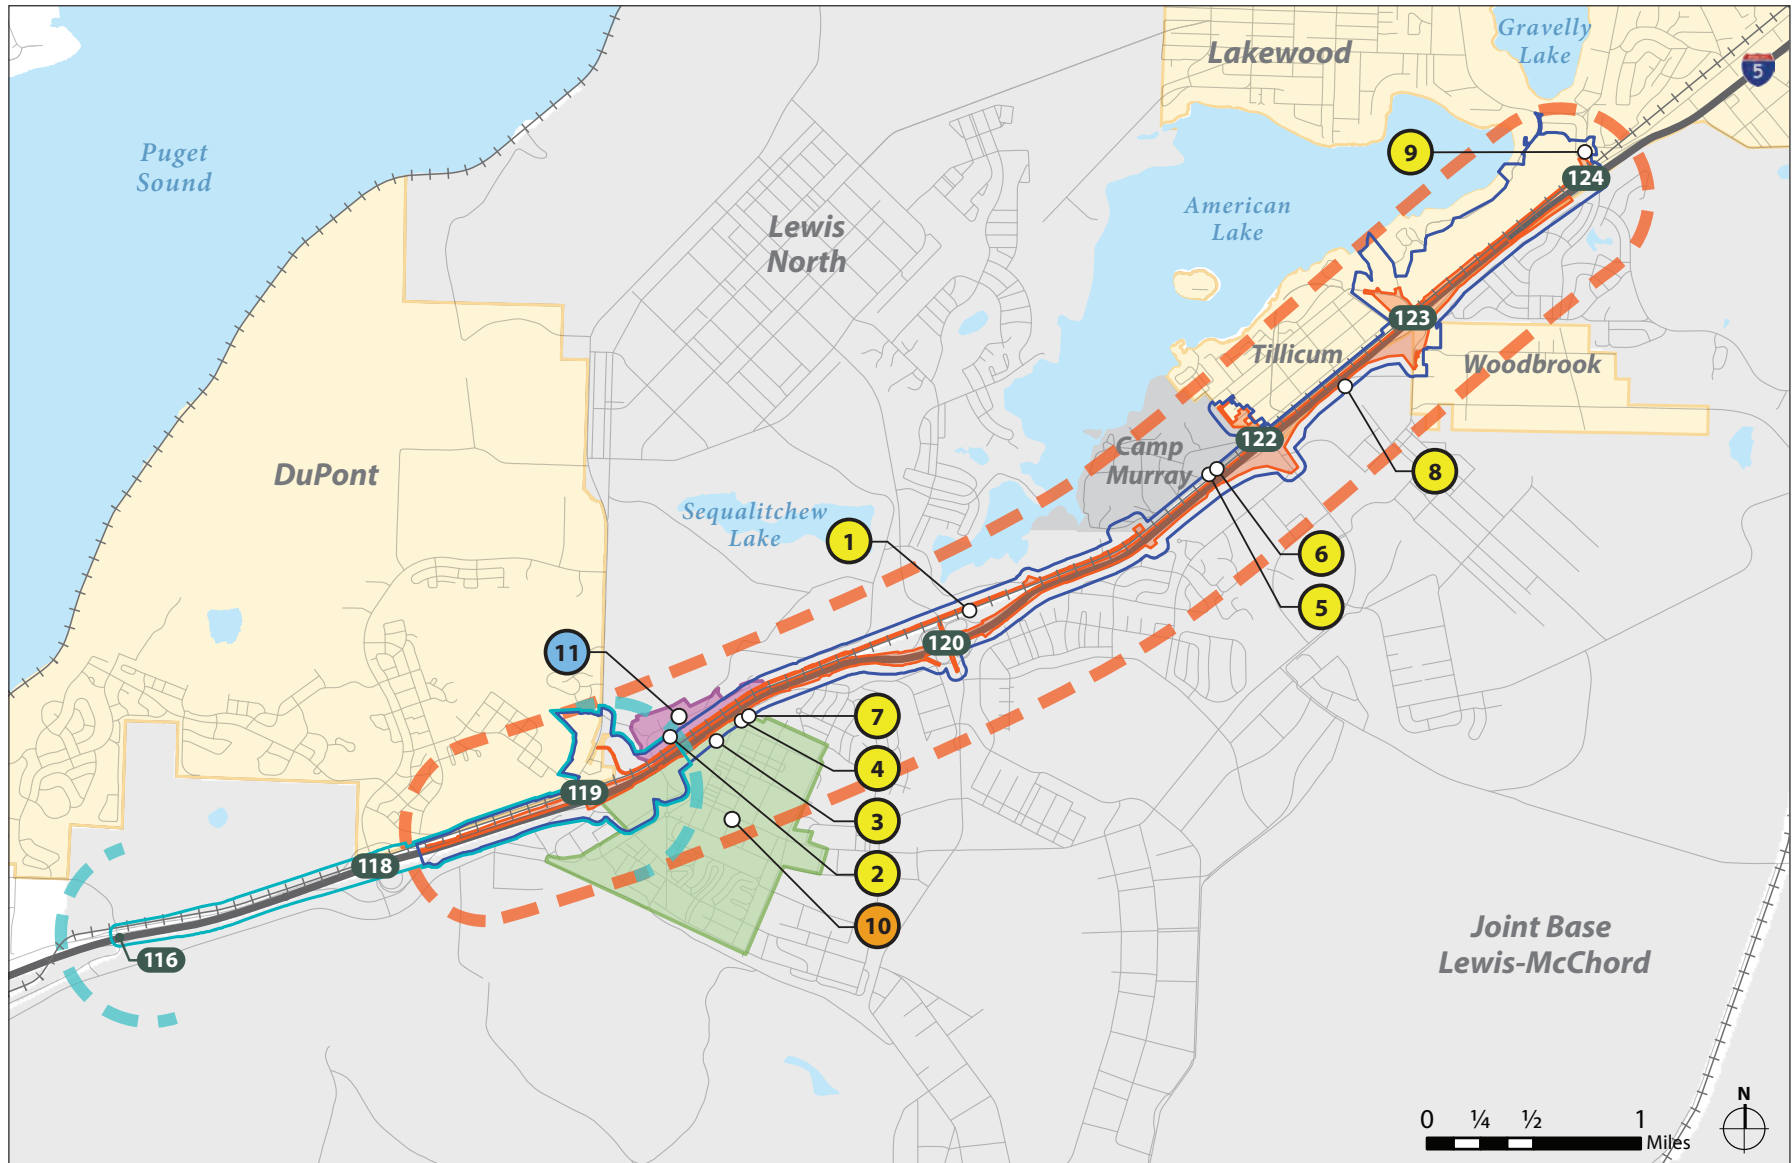 Gravelly
Lake
Lakewood
5
Puget
Sound
9
124
American
Lake
Lewis
North
123
Tillicum
Woodbrook
122
Camp
Murray
DuPont
8
Sequalitchew
Lake
1
6
5
120
11
7
4
119
3
118
2
10
116
Joint Base
Lewis-McChord
N
0 ¼ ½ 1
Miles